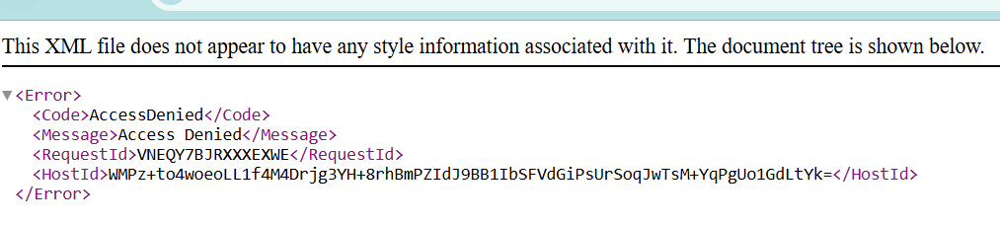 This XML file does not appear to have any style information associated with it. The document tree is shown below.
<Error>
<Code>AccessDenied</Code>
<Message>Access Denied</Message>
<RequestId>VNEQY7BJRXXXEXWE</RequestId>
<HostId>WMPz+to4woeoLL1f4M4Drjg3YH+8rhBmPZIdJ9BB1IbSFVdGiPsUrSoqJwTsM+YqPgUo1GdLtYk=</HostId>
</Error>